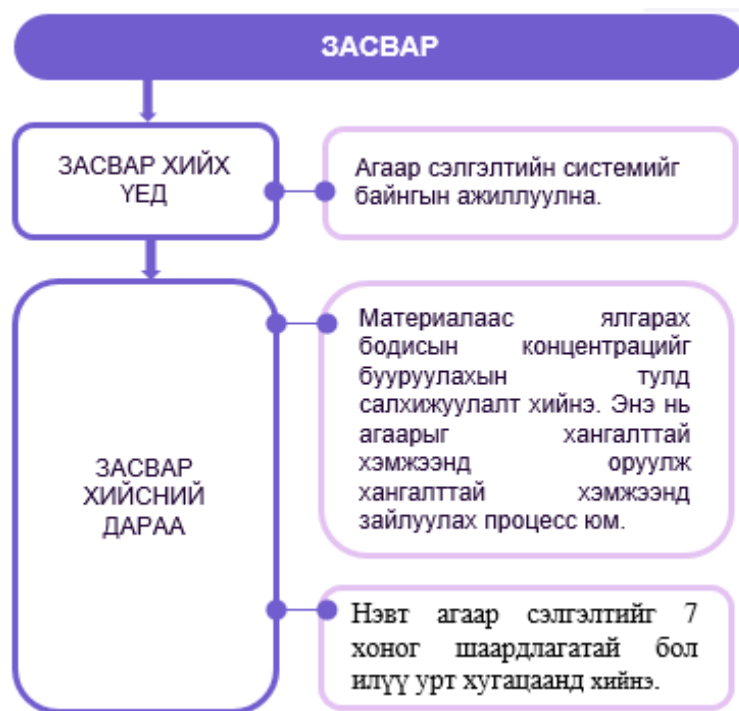 ЗАСВАР
ЗАСВАР ХИЙХ
ҮЕД
Агаар сэлгэлтийн системийг
байнгын ажиллуулна.
ЗАСВАР
ХИЙСНИЙ
ДАРАА
Материалаас ялгарах
бодисын концентрацийг
бууруулахын тулд
салхижуулалт хийнэ. Энэ нь
агаарыг хангалттай
хэмжээнд оруулж
хангалттай хэмжээнд
зайлуулах процесс юм.
Нэвт агаар сэлгэлтийг 7
хоног шаардлагатай бол
илүү урт хугацаанд хийнэ.